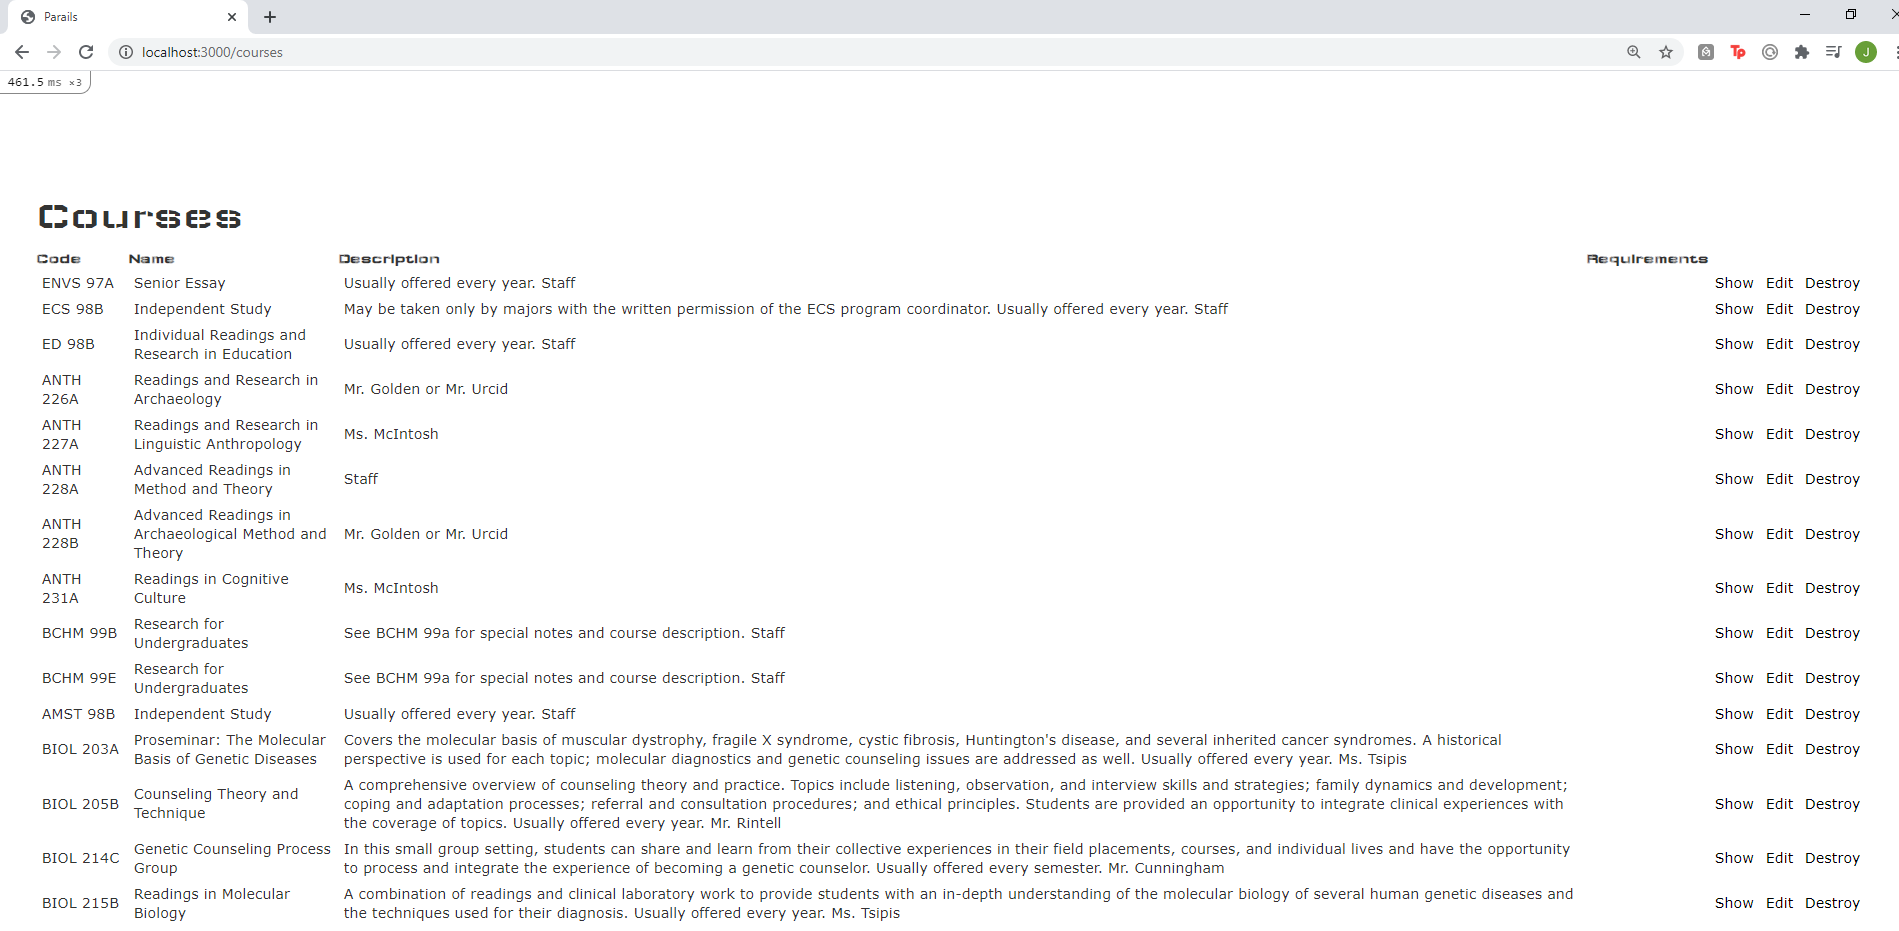 Parails
localhost:3000/courses
J
461.5 ms ×3
Courses
Code Name Description Requirements
ENVS 97A Senior Essay Usually offered every year. Staff Show Edit Destroy
ECS 98B Independent Study May be taken only by majors with the written permission of the ECS program coordinator. Usually offered every year. Staff Show Edit Destroy
Individual Readings and
ED 98B Usually offered every year. Staff Show Edit Destroy
Research in Education
ANTH Readings and Research in
Mr. Golden or Mr. Urcid Show Edit Destroy
226A Archaeology
ANTH Readings and Research in
Ms. McIntosh Show Edit Destroy
227A Linguistic Anthropology
ANTH Advanced Readings in
Staff Show Edit Destroy
228A Method and Theory
Advanced Readings in
ANTH
Archaeological Method and Mr. Golden or Mr. Urcid Show Edit Destroy
228B
Theory
ANTH Readings in Cognitive
Ms. McIntosh Show Edit Destroy
231A Culture
Research for
BCHM 99B See BCHM 99a for special notes and course description. Staff Show Edit Destroy
Undergraduates
Research for
BCHM 99E See BCHM 99a for special notes and course description. Staff Show Edit Destroy
Undergraduates
AMST 98B Independent Study Usually offered every year. Staff Show Edit Destroy
Proseminar: The Molecular Covers the molecular basis of muscular dystrophy, fragile X syndrome, cystic fibrosis, Huntington's disease, and several inherited cancer syndromes. A historical
BIOL 203A Show Edit Destroy
Basis of Genetic Diseases perspective is used for each topic; molecular diagnostics and genetic counseling issues are addressed as well. Usually offered every year. Ms. Tsipis
A comprehensive overview of counseling theory and practice. Topics include listening, observation, and interview skills and strategies; family dynamics and development;
Counseling Theory and
BIOL 205B coping and adaptation processes; referral and consultation procedures; and ethical principles. Students are provided an opportunity to integrate clinical experiences with Show Edit Destroy
Technique
the coverage of topics. Usually offered every year. Mr. Rintell
Genetic Counseling Process In this small group setting, students can share and learn from their collective experiences in their field placements, courses, and individual lives and have the opportunity
BIOL 214C Show Edit Destroy
Group to process and integrate the experience of becoming a genetic counselor. Usually offered every semester. Mr. Cunningham
Readings in Molecular A combination of readings and clinical laboratory work to provide students with an in-depth understanding of the molecular biology of several human genetic diseases and
BIOL 215B Show Edit Destroy
Biology the techniques used for their diagnosis. Usually offered every year. Ms. Tsipis